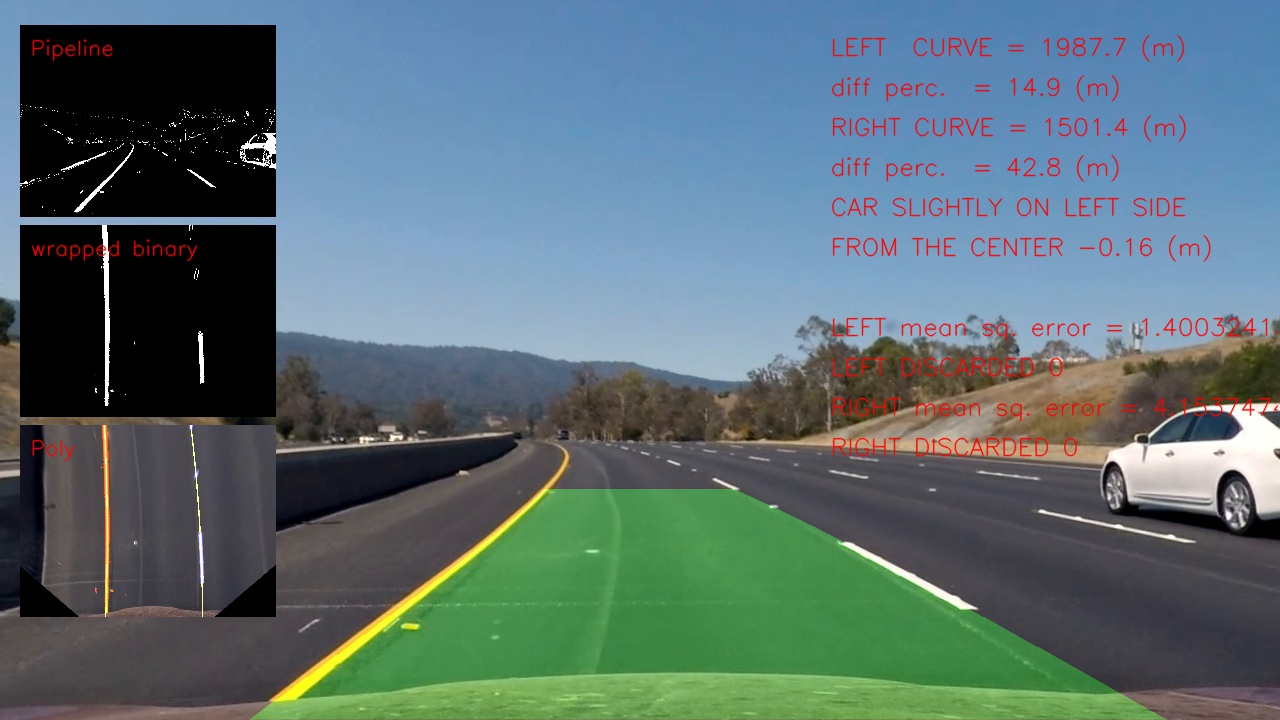 Pipeline
wrapped binary
Poly
LEFT  CURVE = 1987.7 (m)
diff perc.  = 14.9 (m)
RIGHT CURVE = 1501.4 (m)
diff perc.  = 42.8 (m)
CAR SLIGHTLY ON LEFT SIDE
FROM THE CENTER -0.16 (m)
LEFT mean sq. error = 1.4003241
LEFT DISCARDED 0
RIGHT mean sq. error = 4.1537474
RIGHT DISCARDED 0